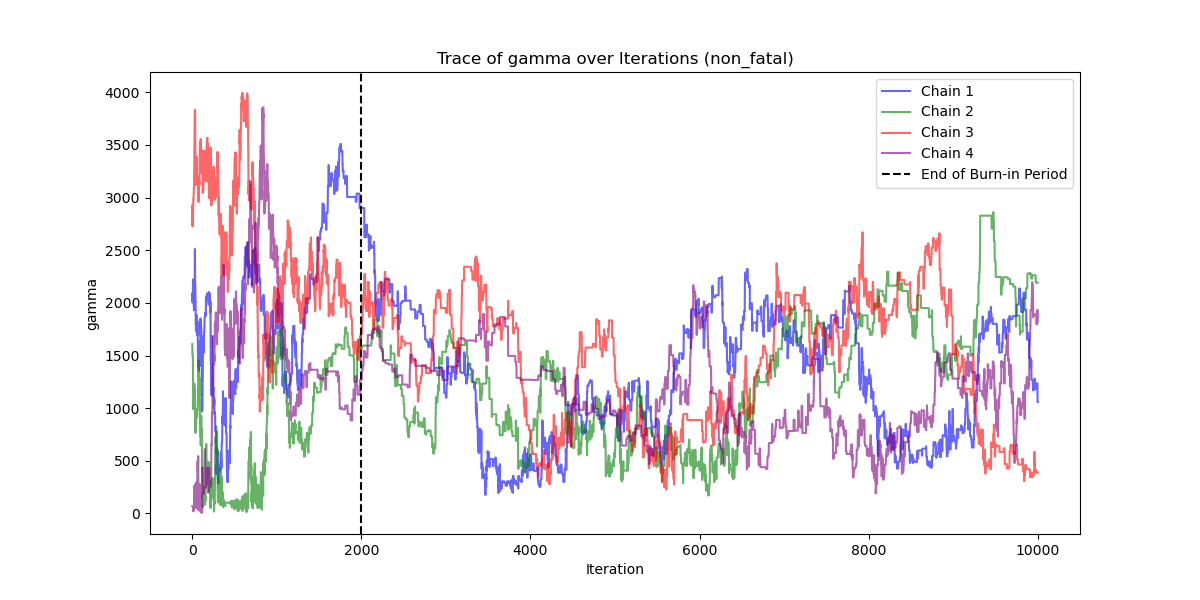 Trace of gamma over Iterations (non_fatal)
gamma
4000
3500
3000
2500
2000
1500
1000
500
0
Chain 1
Chain 2
Chain 3
Chain 4
End of Burn-in Period
0 2000 4000 6000 8000 10000
Iteration